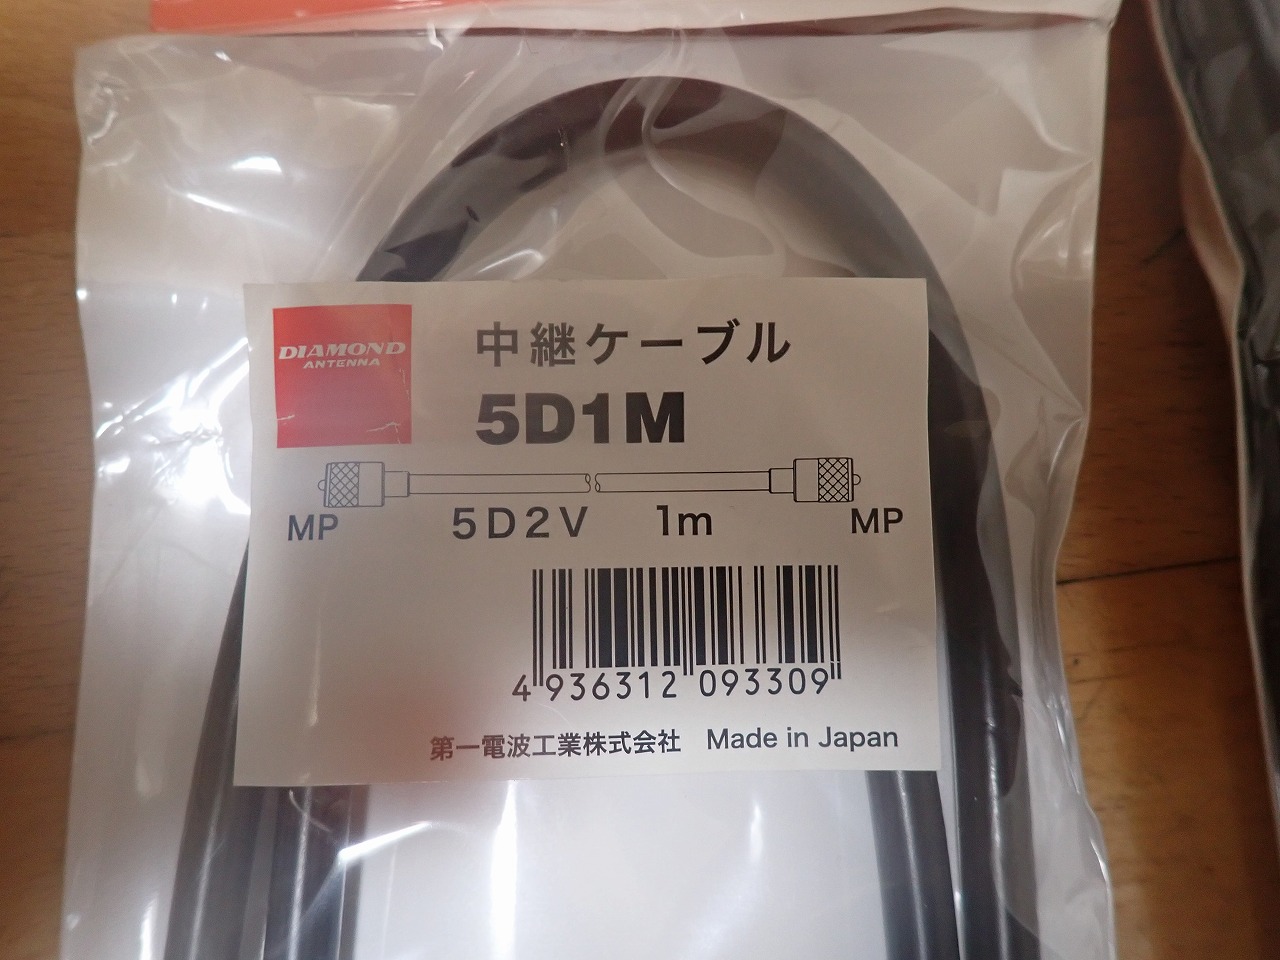 DIAMOND
ANTENNA
中継ケーブル
5D1M
MP 5D2V 1m MP
4 936312 093309
第一電波工業株式会社 Made in Japan